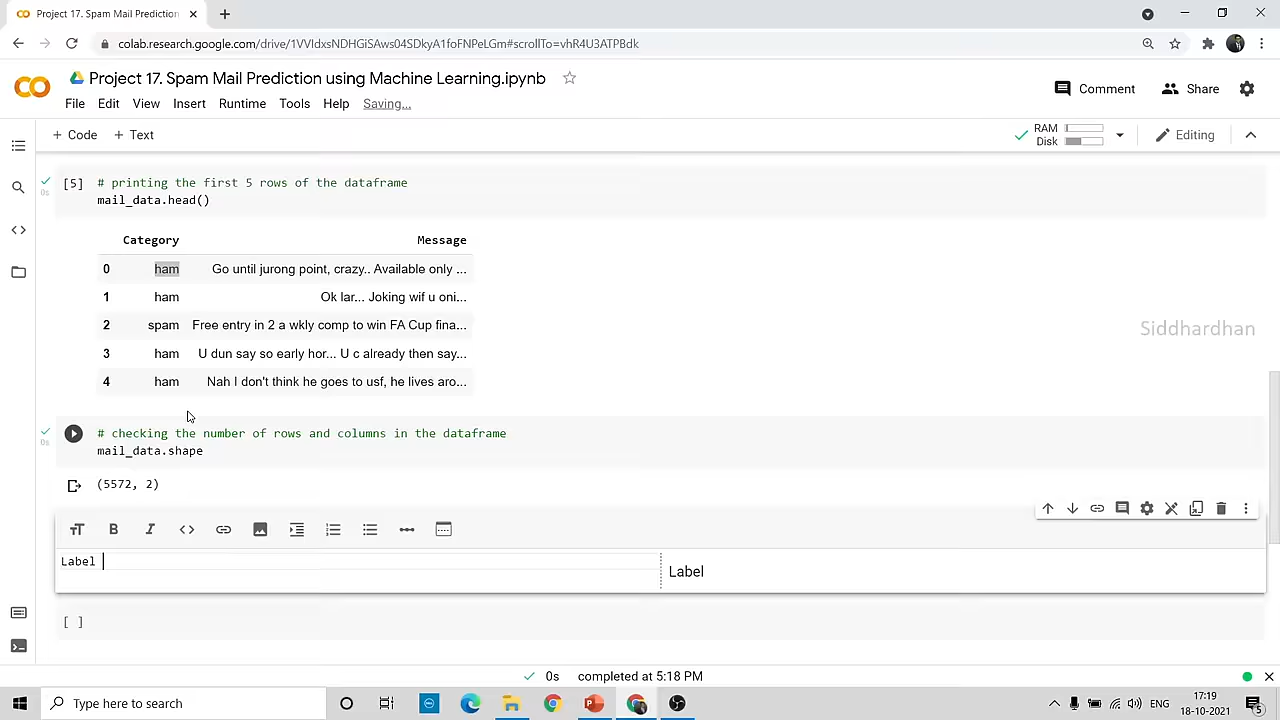 Project 17. Spam Mail Prediction
colab.research.google.com/drive/1VVIdxsNDHGiSAws04SDkyA1foFNPeLGm#scrollTo=vhR4U3ATPBdk
Project 17. Spam Mail Prediction using Machine Learning.ipynb
File Edit View Insert Runtime Tools Help Saving...
Comment Share
+ Code + Text
RAM
Disk
Editing
[5] # printing the first 5 rows of the dataframe
0s
mail_data.head()
Category Message
0 ham Go until jurong point, crazy.. Available only ...
1 ham Ok lar... Joking wif u oni...
2 spam Free entry in 2 a wkly comp to win FA Cup fina...
3 ham U dun say so early hor... U c already then say...
4 ham Nah I don't think he goes to usf, he lives aro...
Siddhardhan
# checking the number of rows and columns in the dataframe
0s
mail_data.shape
(5572, 2)
Label
Label
[ ]
0s completed at 5:18 PM
Type here to search
ENG
17:19
18-10-2021
5